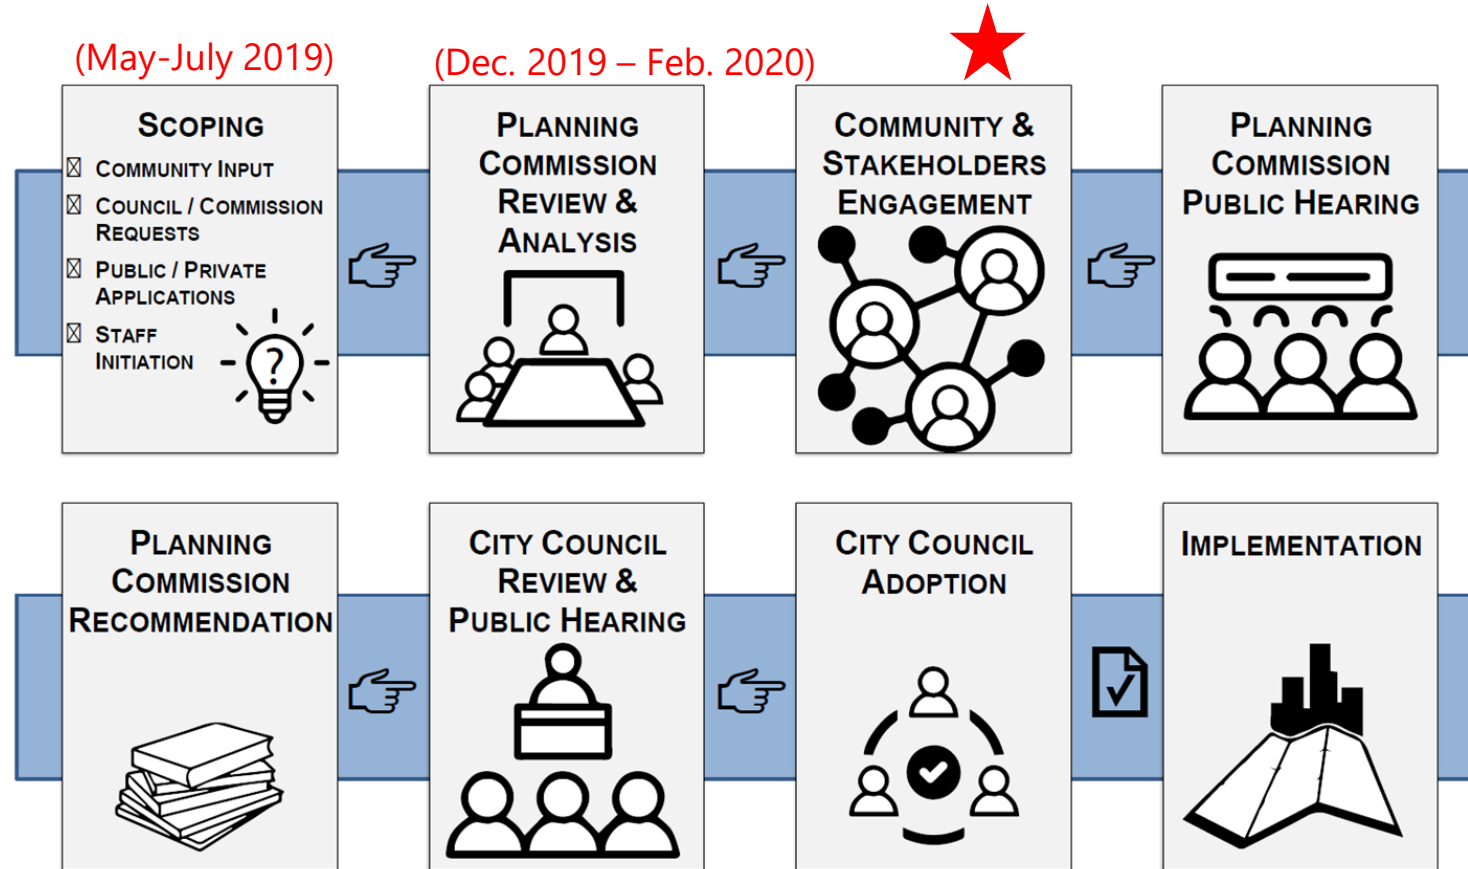 (May-July 2019)
(Dec. 2019 – Feb. 2020)
SCOPING
COMMUNITY INPUT
COUNCIL / COMMISSION
REQUESTS
PUBLIC / PRIVATE
APPLICATIONS
STAFF
INITIATION
?
PLANNING
COMMISSION
REVIEW &
ANALYSIS
COMMUNITY &
STAKEHOLDERS
ENGAGEMENT
PLANNING
COMMISSION
PUBLIC HEARING
PLANNING
COMMISSION
RECOMMENDATION
CITY COUNCIL
REVIEW &
PUBLIC HEARING
CITY COUNCIL
ADOPTION
IMPLEMENTATION